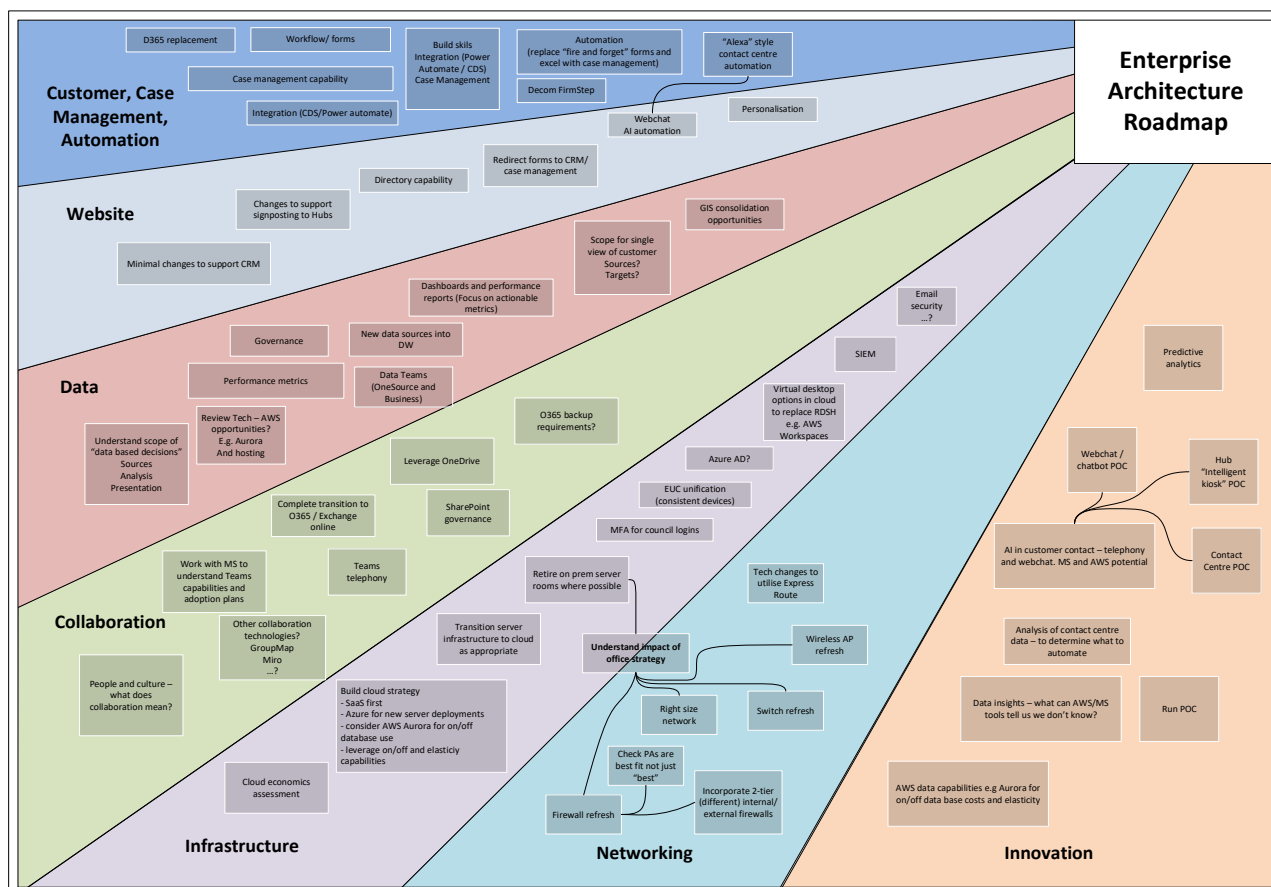 Enterprise
Architecture
Roadmap
Customer, Case
Management,
Automation
D365 replacement
Workflow/ forms
Build skils
Integration (Power
Automate / CDS)
Case Management
Automation
(replace “fire and forget” forms and
excel with case management)
“Alexa” style
contact centre
automation
Case management capability
Decom FirmStep
Integration (CDS/Power automate)
Website
Webchat
AI automation
Personalisation
Redirect forms to CRM/
case management
Directory capability
Changes to support
signposting to Hubs
Minimal changes to support CRM
Data
GIS consolidation
opportunities
Scope for single
view of customer
Sources?
Targets?
Dashboards and performance
reports (Focus on actionable
metrics)
Governance
New data sources into
DW
Performance metrics
Data Teams
(OneSource and
Business)
Review Tech – AWS
opportunities?
E.g. Aurora
And hosting
Understand scope of
“data based decisions”
Sources
Analysis
Presentation
Collaboration
O365 backup
requirements?
Leverage OneDrive
SharePoint
governance
Complete transition to
O365 / Exchange
online
Teams
telephony
Work with MS to
understand Teams
capabilities and
adoption plans
Other collaboration
technologies?
GroupMap
Miro
…?
People and culture –
what does
collaboration mean?
Infrastructure
Email
security
…?
SIEM
Virtual desktop
options in cloud
to replace RDSH
e.g. AWS
Workspaces
Azure AD?
EUC unification
(consistent devices)
MFA for council logins
Retire on prem server
rooms where possible
Transition server
infrastructure to cloud
as appropriate
Build cloud strategy
- SaaS first
- Azure for new server deployments
- consider AWS Aurora for on/off
database use
- leverage on/off and elasticiy
capabilities
Cloud economics
assessment
Networking
Tech changes to
utilise Express
Route
Understand impact of
office strategy
Wireless AP
refresh
Right size
network
Switch refresh
Check PAs are
best fit not just
“best”
Firewall refresh
Incorporate 2-tier
(different) internal/
external firewalls
Innovation
Predictive
analytics
Webchat /
chatbot POC
Hub
“Intelligent
kiosk” POC
AI in customer contact – telephony
and webchat. MS and AWS potential
Contact
Centre POC
Analysis of contact centre
data – to determine what to
automate
Data insights – what can AWS/MS
tools tell us we don’t know?
Run POC
AWS data capabilities e.g Aurora for
on/off data base costs and elasticity